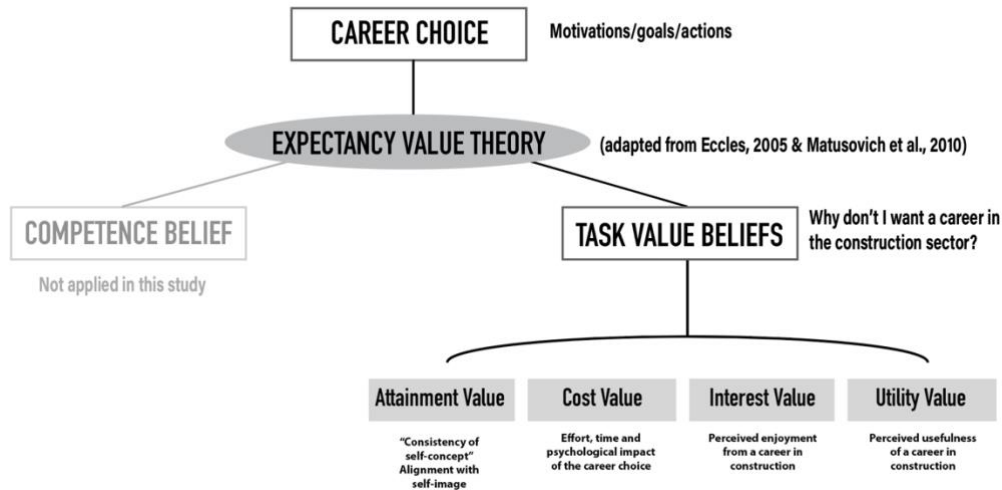 CAREER CHOICE
Motivations/goals/actions
EXPECTANCY VALUE THEORY
(adapted from Eccles, 2005 & Matusovich et al., 2010)
COMPETENCE BELIEF
Not applied in this study
TASK VALUE BELIEFS
Why don't I want a career in
the construction sector?
Attainment Value
"Consistency of
self-concept"
Alignment with
self-image
Cost Value
Effort, time and
psychological impact
of the career choice
Interest Value
Perceived enjoyment
from a career in
construction
Utility Value
Perceived usefulness
of a career in
construction